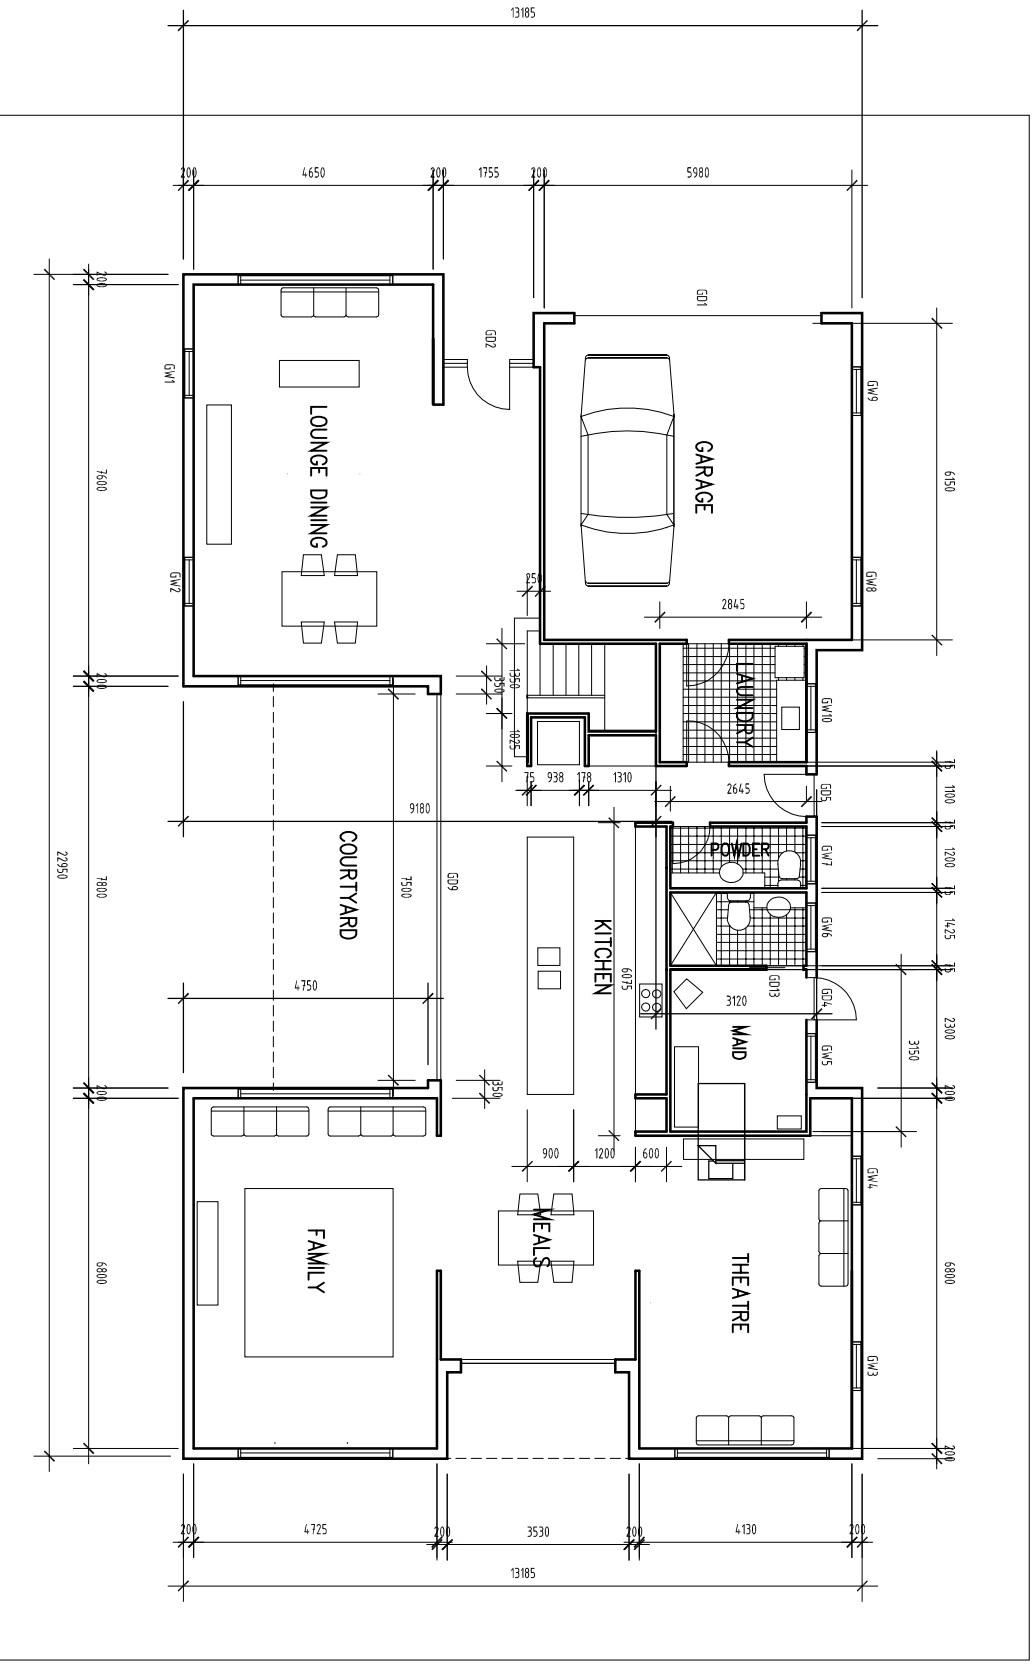 13185
200
4650
200
1755
200
5980
200
GD1
GD2
GW1
GW9
LOUNGE DINING
GARAGE
7600
6150
GW2
GW8
250
2845
200
1350
350
LAUNDRY
GW10
1025
75
938
178
1310
2645
75
1100
75
GD5
9180
COURTYARD
POWDER
GW7
1200
22950
7800
7500
GD9
75
KITCHEN
6075
GW6
1425
75
4750
GD13
GD4
3120
MAID
GW5
2300
3150
200
350
200
900
1200
600
GW4
MEALS
FAMILY
THEATRE
6800
6800
GW3
200
200
4725
200
3530
200
4130
200
13185